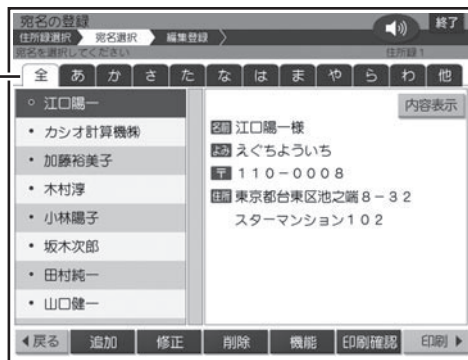 宛名の登録
終了
住所録選択 宛名選択 編集登録
宛名を選択してください 住所録1
全 あ か さ た な は ま や ら わ 他
江口陽一
内容表示
・カシオ計算機㈱
・加藤裕美子
・木村淳
・小林陽子
・坂木次郎
・田村純一
・山口健一
名前 江口陽一様
よみ えぐちよういち
〒 110-0008
住所 東京都台東区池之端8-32
スターマンション102
戻る 追加 修正 削除 機能 印刷確認 印刷